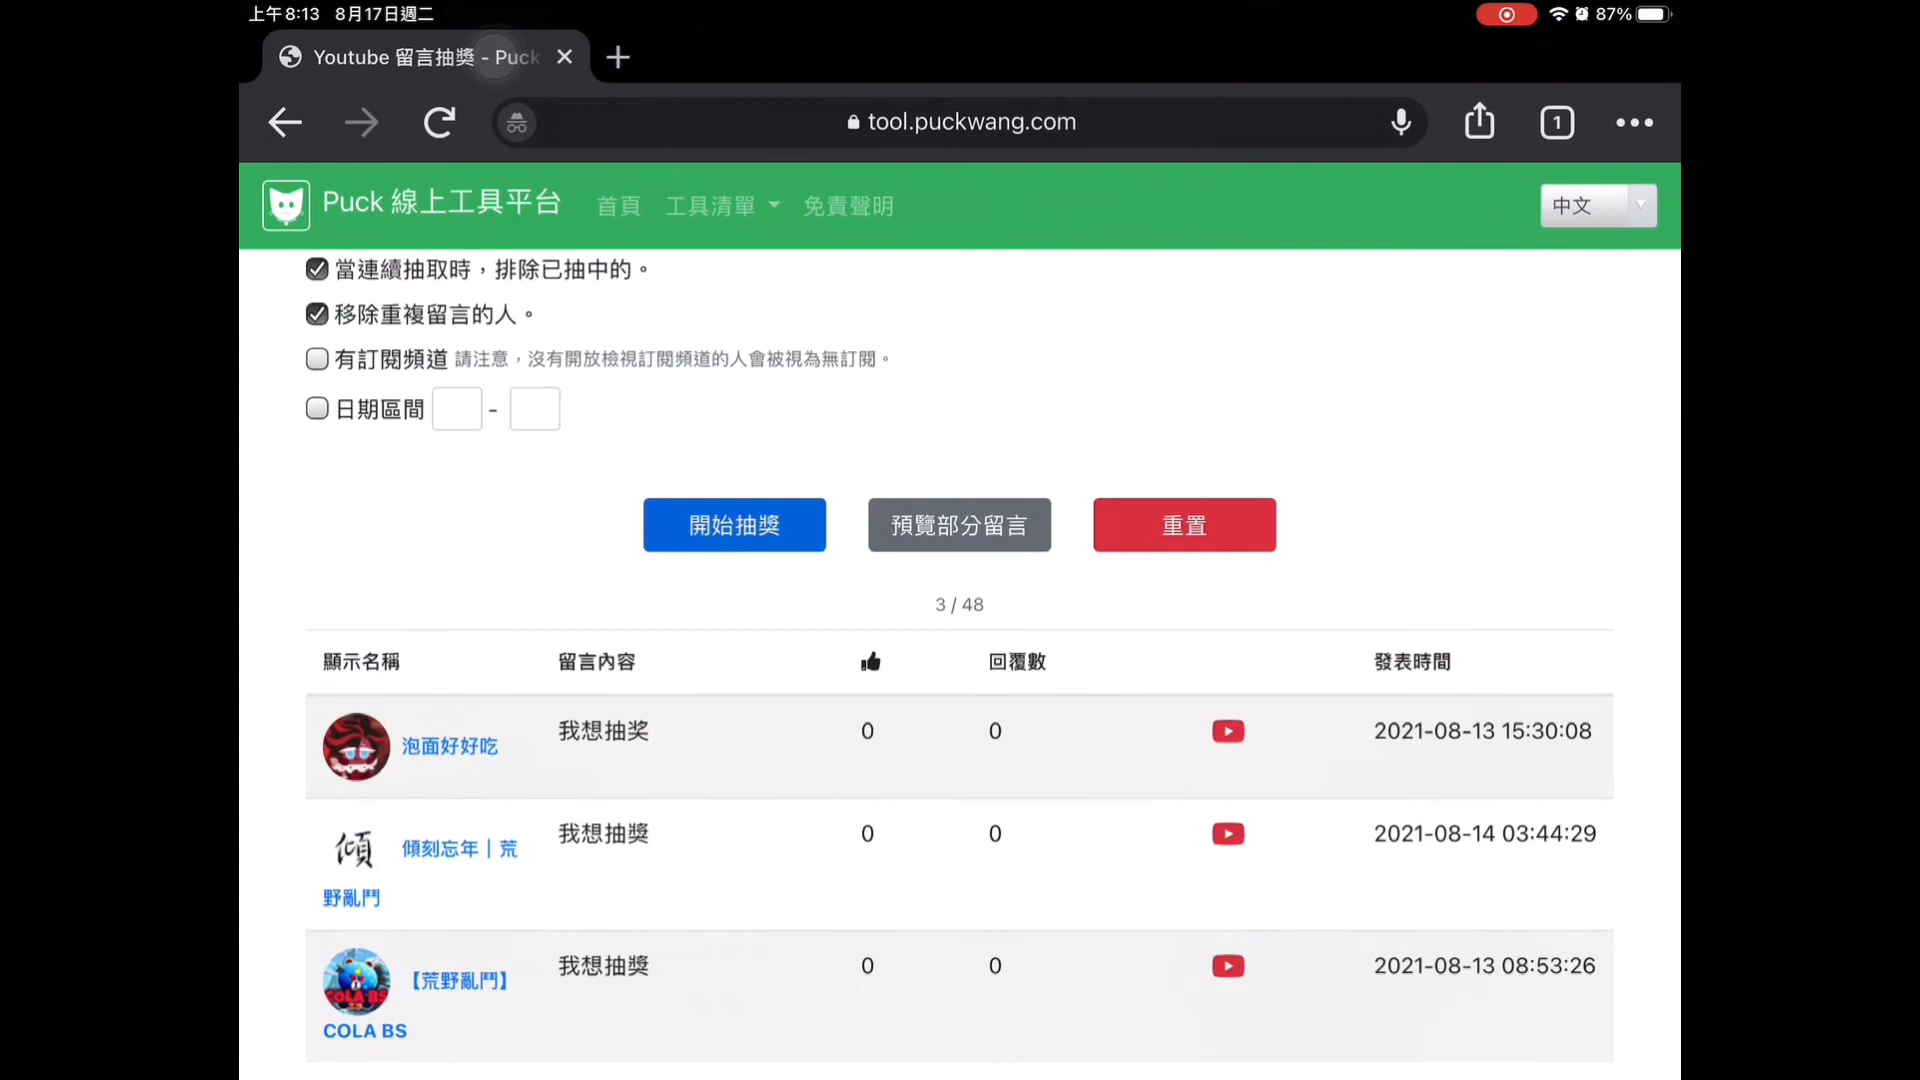 上午8:13 8月17日週二
87%
Youtube 留言抽獎 - Puck
tool.puckwang.com
1
Puck 線上工具平台 首頁 工具清單 免責聲明 中文
當連續抽取時，排除已抽中的。
移除重複留言的人。
有訂閱頻道 請注意，沒有開放檢視訂閱頻道的人會被視為無訂閱。
日期區間 -
開始抽獎 預覽部分留言 重置
3 / 48
顯示名稱 留言內容 回覆數 發表時間
泡面好好吃 我想抽奖 0 0 2021-08-13 15:30:08
傾 傾刻忘年｜荒 我想抽獎 0 0 2021-08-14 03:44:29
野亂鬥
COLA BS 【荒野亂鬥】 我想抽獎 0 0 2021-08-13 08:53:26
COLA BS